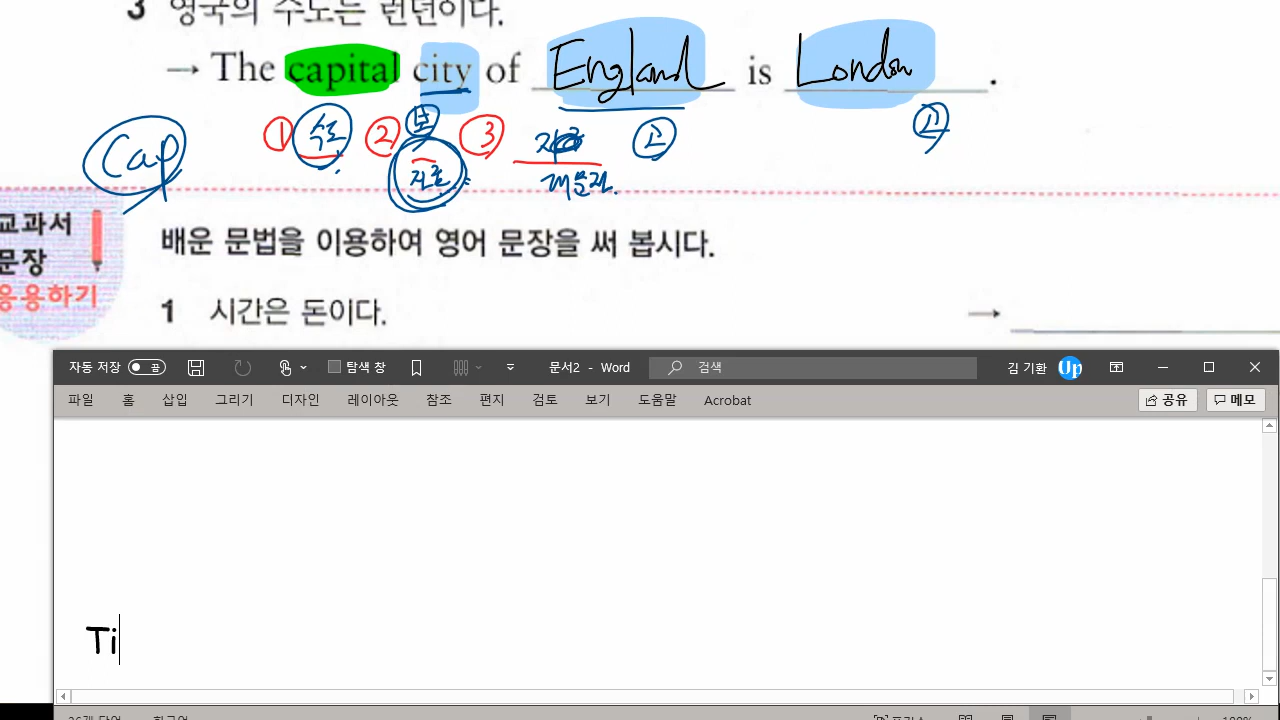 3 영국의 수도는 런던이다.
→ The capital city of England is London.
Cap ① 수도 ② 보 ③ 고 고
자본 대문자.
교과서
문장
응용하기
배운 문법을 이용하여 영어 문장을 써 봅시다.
1 시간은 돈이다. →
자동 저장 끔 탐색 창 문서2 - Word 검색 김 기환 Up
파일 홈 삽입 그리기 디자인 레이아웃 참조 편지 검토 보기 도움말 Acrobat 공유 메모
Ti